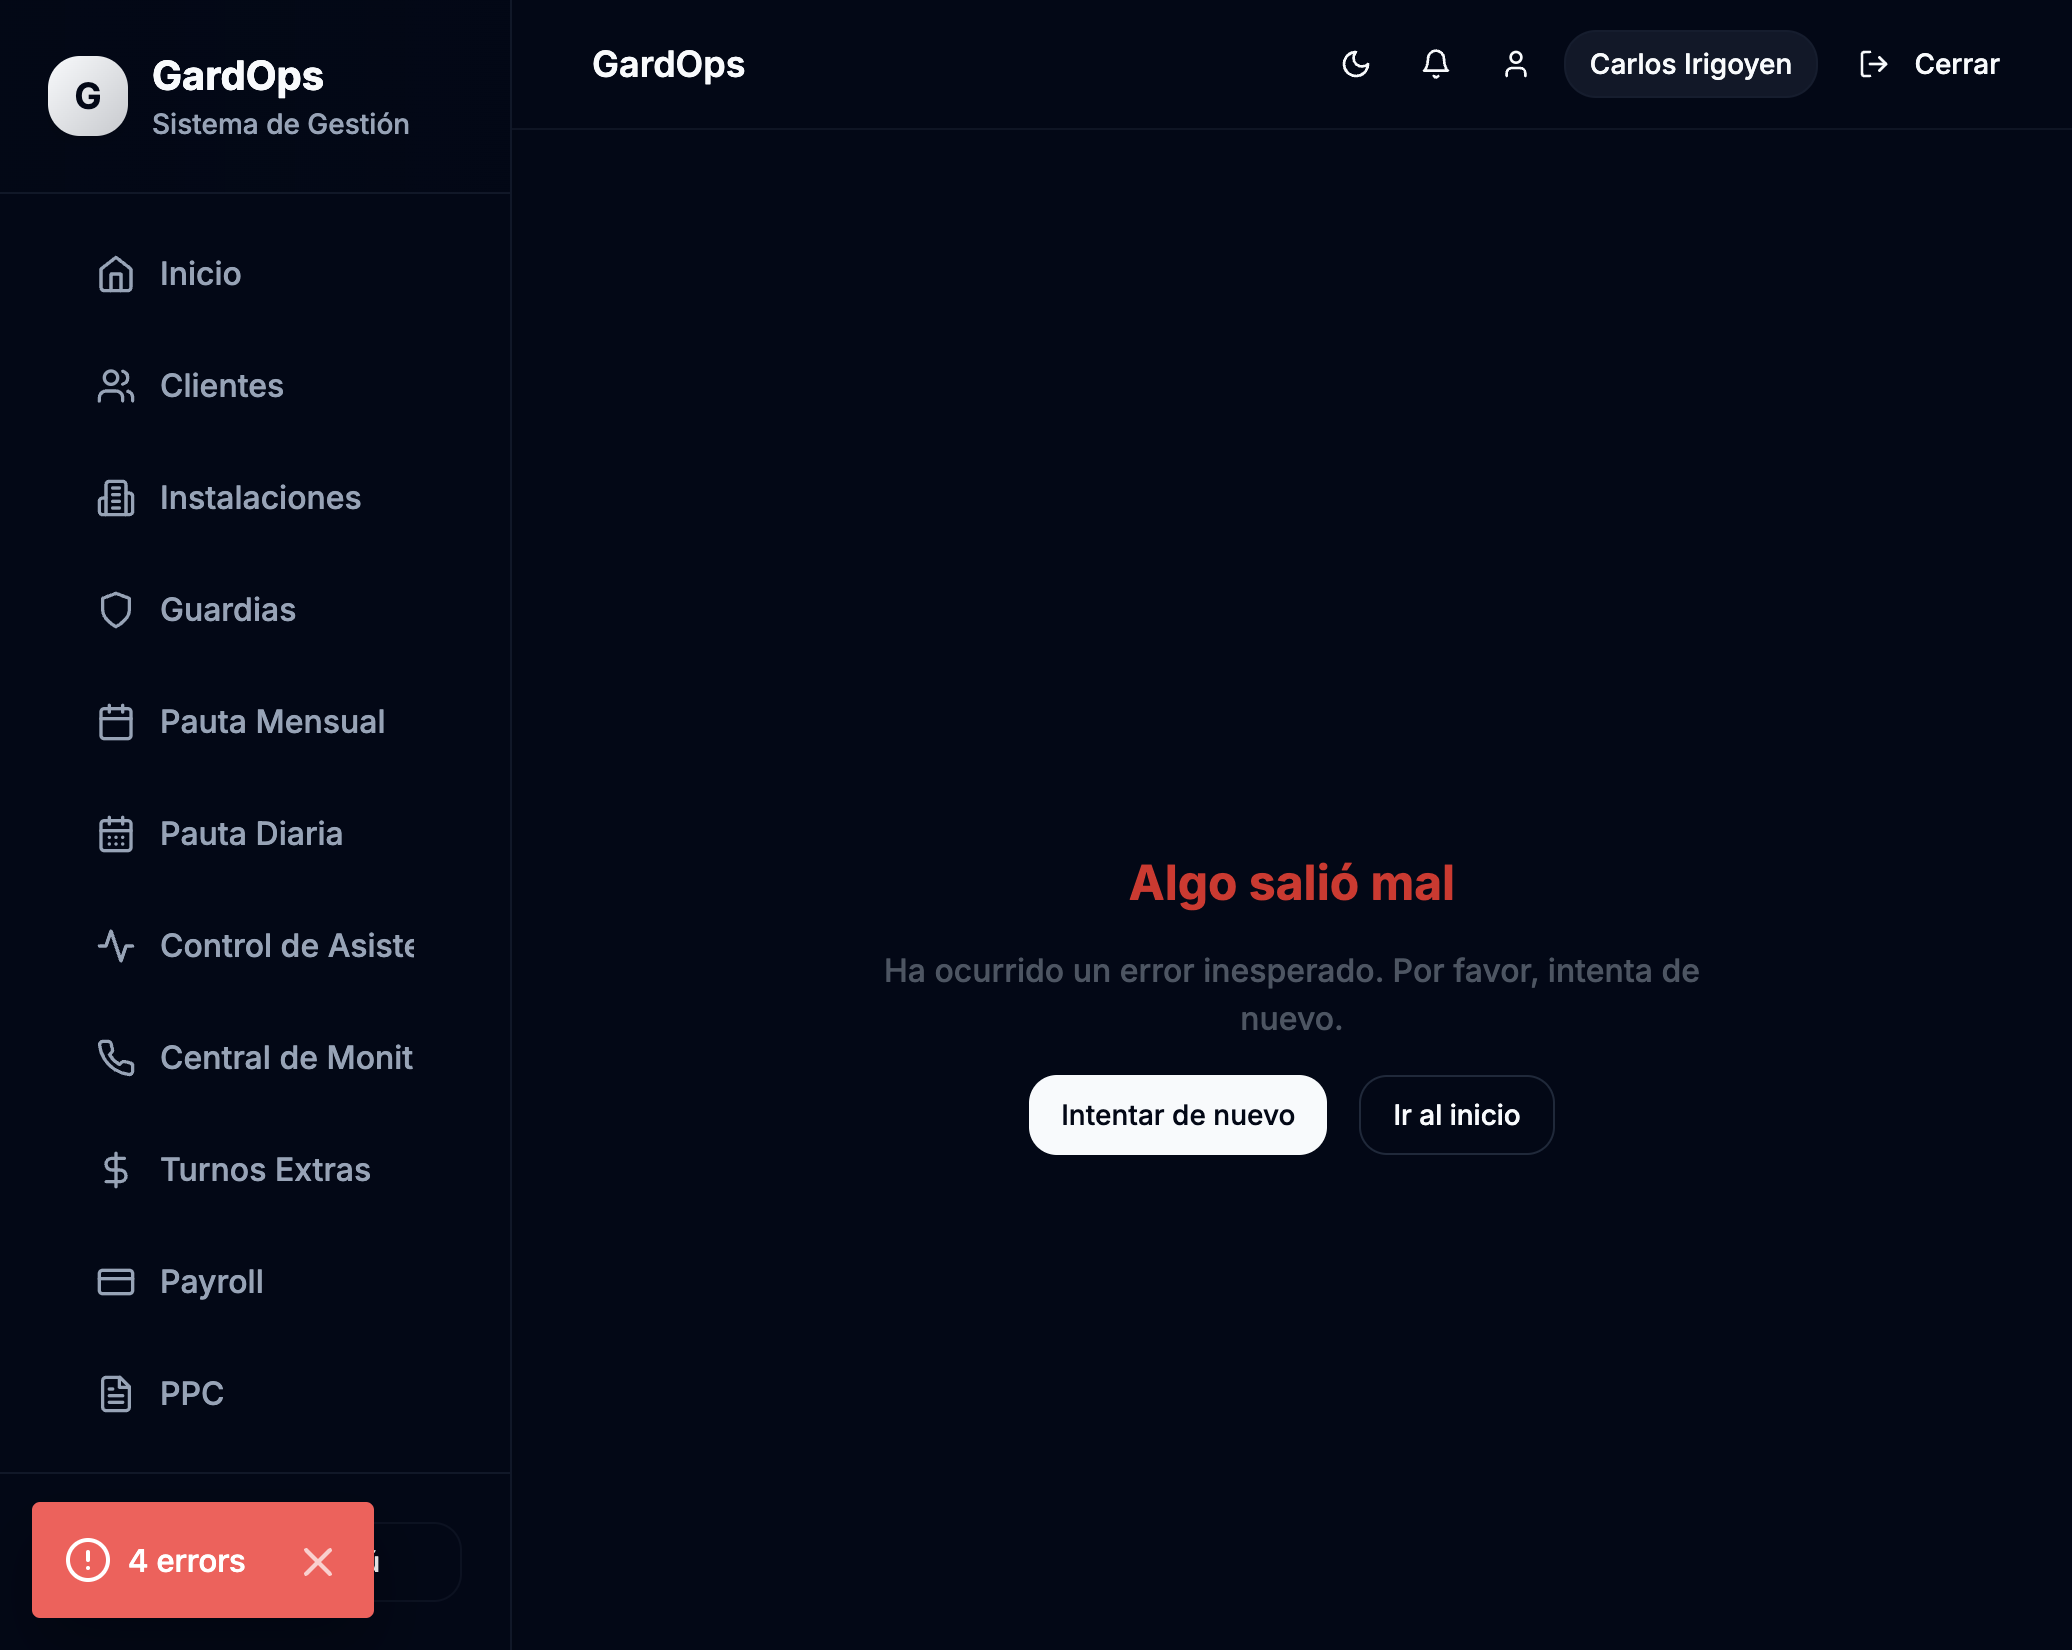 G
GardOps
Sistema de Gestión
GardOps
Carlos Irigoyen
Cerrar
Inicio
Clientes
Instalaciones
Guardias
Pauta Mensual
Pauta Diaria
Control de Asiste
Central de Monit
Turnos Extras
Payroll
PPC
Algo salió mal
Ha ocurrido un error inesperado. Por favor, intenta de
nuevo.
Intentar de nuevo
Ir al inicio
4 errors